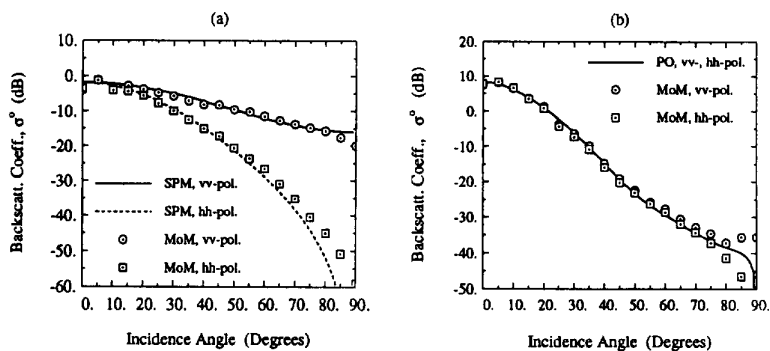 (a)
Backscatt. Coeff., σ° (dB)
10.
0.
-10.
-20.
-30.
-40.
-50.
-60.
SPM, vv-pol.
SPM, hh-pol.
MoM, vv-pol.
MoM, hh-pol.
0. 10. 20. 30. 40. 50. 60. 70. 80. 90.
Incidence Angle (Degrees)
(b)
Backscatt. Coeff., σ° (dB)
20.
10.
0.
-10.
-20.
-30.
-40.
-50.
PO, vv-, hh-pol.
MoM, vv-pol.
MoM, hh-pol.
0. 10. 20. 30. 40. 50. 60. 70. 80. 90.
Incidence Angle (Degrees)